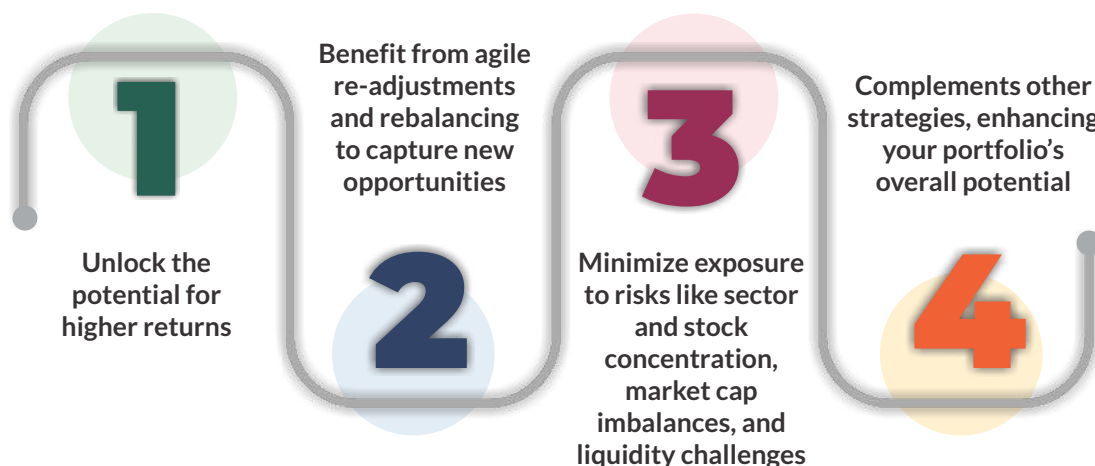 1
Unlock the
potential for
higher returns
Benefit from agile
re-adjustments
and rebalancing
to capture new
opportunities
2
3
Minimize exposure
to risks like sector
and stock
concentration,
market cap
imbalances, and
liquidity challenges
Complements other
strategies, enhancing
your portfolio’s
overall potential
4